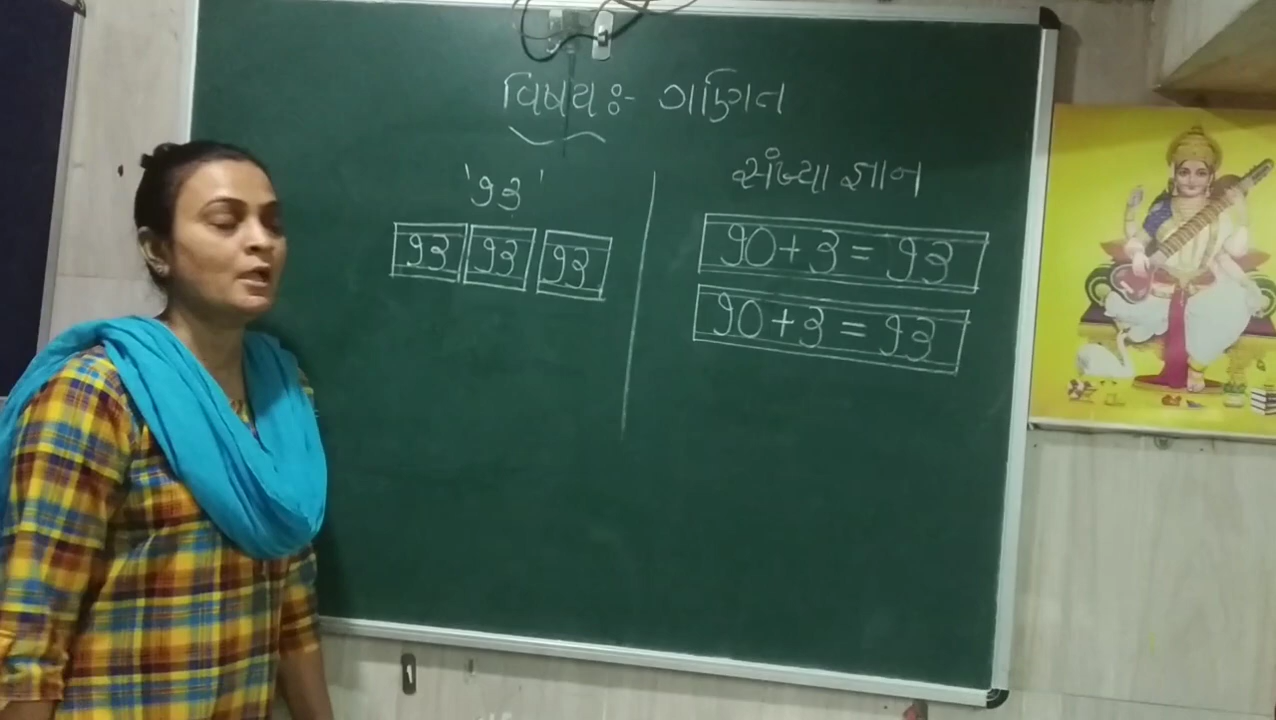 વિષય :- ગણિત
'૧૩'
૧૩ ૧૩ ૧૩
સંખ્યા જ્ઞાન
૧૦+૩=૧૩
૧૦+૩=૧૩